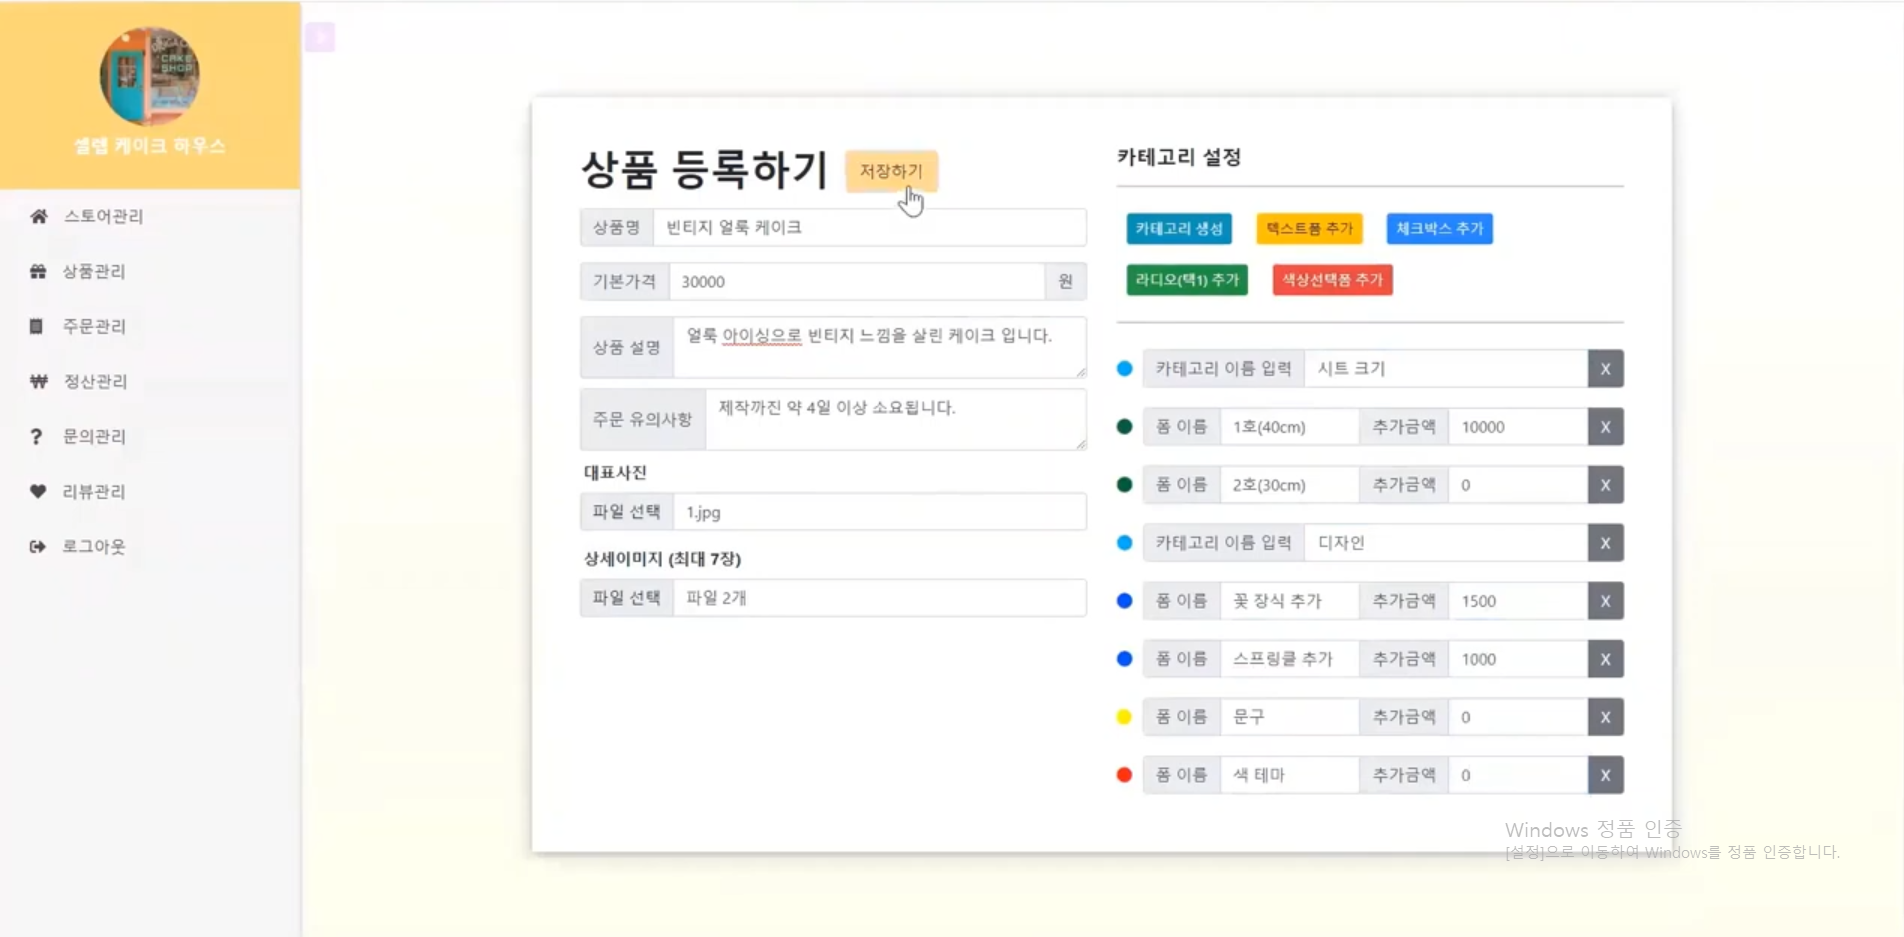 CAKE
SHOP
셀렙 케이크 하우스
스토어관리
상품관리
주문관리
정산관리
문의관리
리뷰관리
로그아웃
상품 등록하기 저장하기
상품명 빈티지 얼룩 케이크
기본가격 30000 원
상품 설명 얼룩 아이싱으로 빈티지 느낌을 살린 케이크 입니다.
주문 유의사항 제작까진 약 4일 이상 소요됩니다.
대표사진
파일 선택 1.jpg
상세이미지 (최대 7장)
파일 선택 파일 2개
카테고리 설정
카테고리 생성 텍스트폼 추가 체크박스 추가
라디오(택1) 추가 색상선택폼 추가
카테고리 이름 입력 시트 크기 X
폼 이름 1호(40cm) 추가금액 10000 X
폼 이름 2호(30cm) 추가금액 0 X
카테고리 이름 입력 디자인 X
폼 이름 꽃 장식 추가 추가금액 1500 X
폼 이름 스프링클 추가 추가금액 1000 X
폼 이름 문구 추가금액 0 X
폼 이름 색 테마 추가금액 0 X
Windows 정품 인증
[설정]으로 이동하여 Windows를 정품 인증합니다.